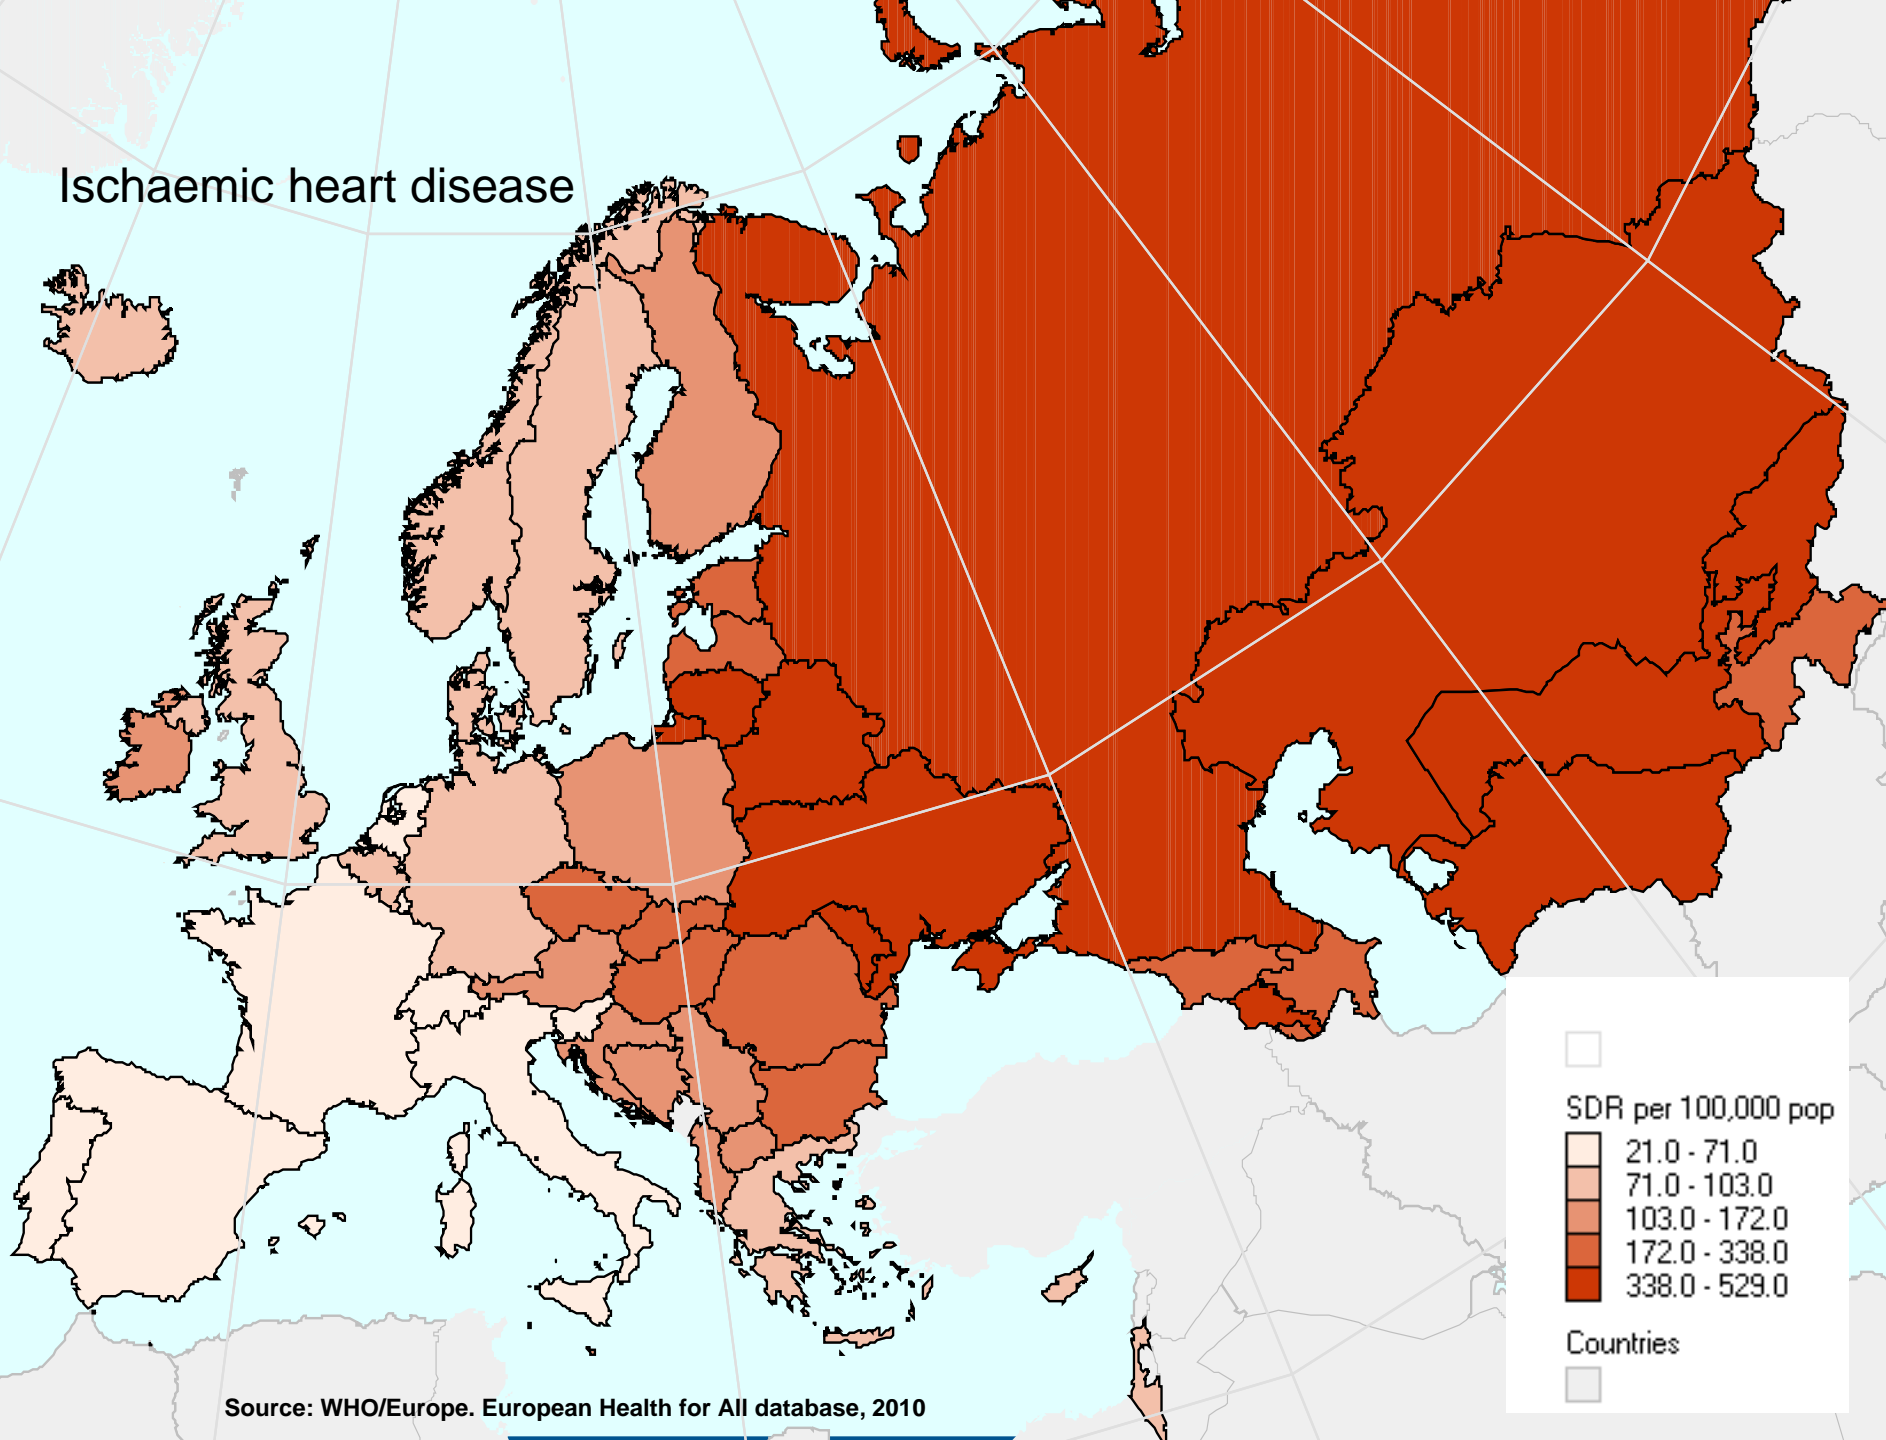 Ischaemic heart disease
SDR per 100,000 pop
21.0 - 71.0
71.0 - 103.0
103.0 - 172.0
172.0 - 338.0
338.0 - 529.0
Countries
Source: WHO/Europe. European Health for All database, 2010